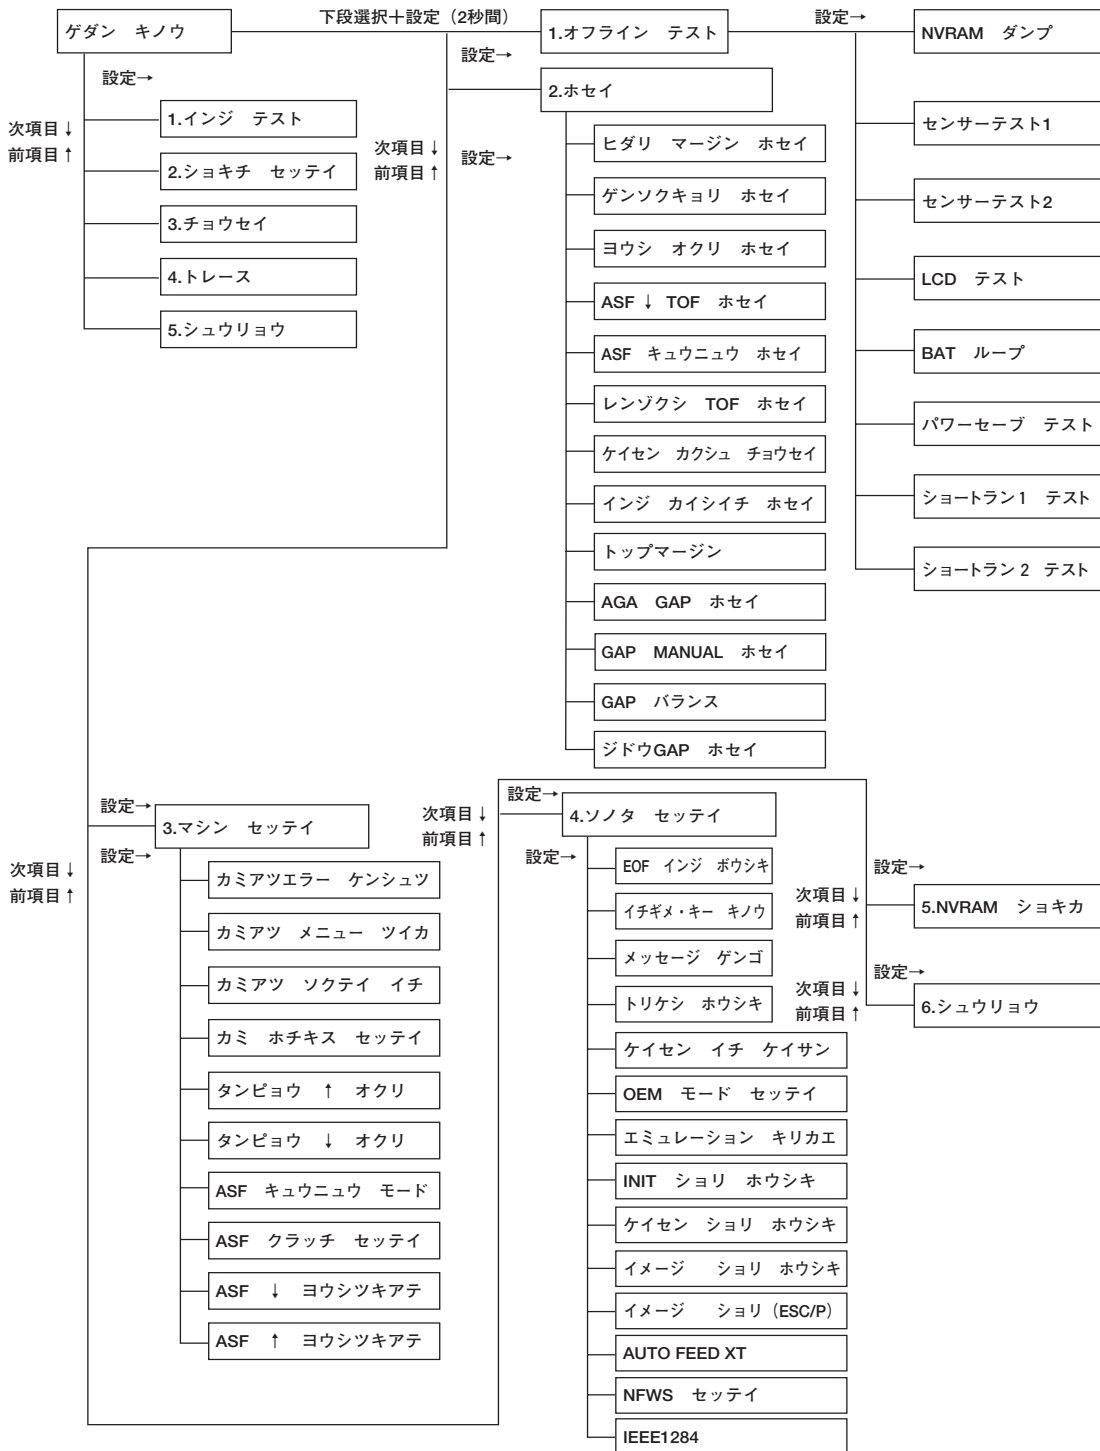 ゲダン キノウ
下段選択+設定(2秒間)
設定→
次項目↓
前項目↑
1.インジ テスト
2.ショキチ セッテイ
3.チョウセイ
4.トレース
5.シュウリョウ
設定→
1.オフライン テスト
設定→
NVRAM ダンプ
センサーテスト1
センサーテスト2
LCD テスト
BAT ループ
パワーセーブ テスト
ショートラン1 テスト
ショートラン2 テスト
次項目↓
前項目↑
2.ホセイ
設定→
ヒダリ マージン ホセイ
ゲンソクキョリ ホセイ
ヨウシ オクリ ホセイ
ASF ↓ TOF ホセイ
ASF キュウニュウ ホセイ
レンゾクシ TOF ホセイ
ケイセン カクシュ チョウセイ
インジ カイシイチ ホセイ
トップマージン
AGA GAP ホセイ
GAP MANUAL ホセイ
GAP バランス
ジドウGAP ホセイ
設定→
3.マシン セッテイ
設定→
次項目↓
前項目↑
カミアツエラー ケンシュツ
カミアツ メニュー ツイカ
カミアツ ソクテイ イチ
カミ ホチキス セッテイ
タンピョウ ↑ オクリ
タンピョウ ↓ オクリ
ASF キュウニュウ モード
ASF クラッチ セッテイ
ASF ↓ ヨウシツキアテ
ASF ↑ ヨウシツキアテ
次項目↓
前項目↑
設定→
4.ソノタ セッテイ
設定→
EOF インジ ボウシキ
イチギメ・キー キノウ
メッセージ ゲンゴ
トリケシ ホウシキ
ケイセン イチ ケイサン
OEM モード セッテイ
エミュレーション キリカエ
INIT ショリ ホウシキ
ケイセン ショリ ホウシキ
イメージ ショリ ホウシキ
イメージ ショリ(ESC/P)
AUTO FEED XT
NFWS セッテイ
IEEE1284
次項目↓
前項目↑
設定→
5.NVRAM ショキカ
次項目↓
前項目↑
設定→
6.シュウリョウ